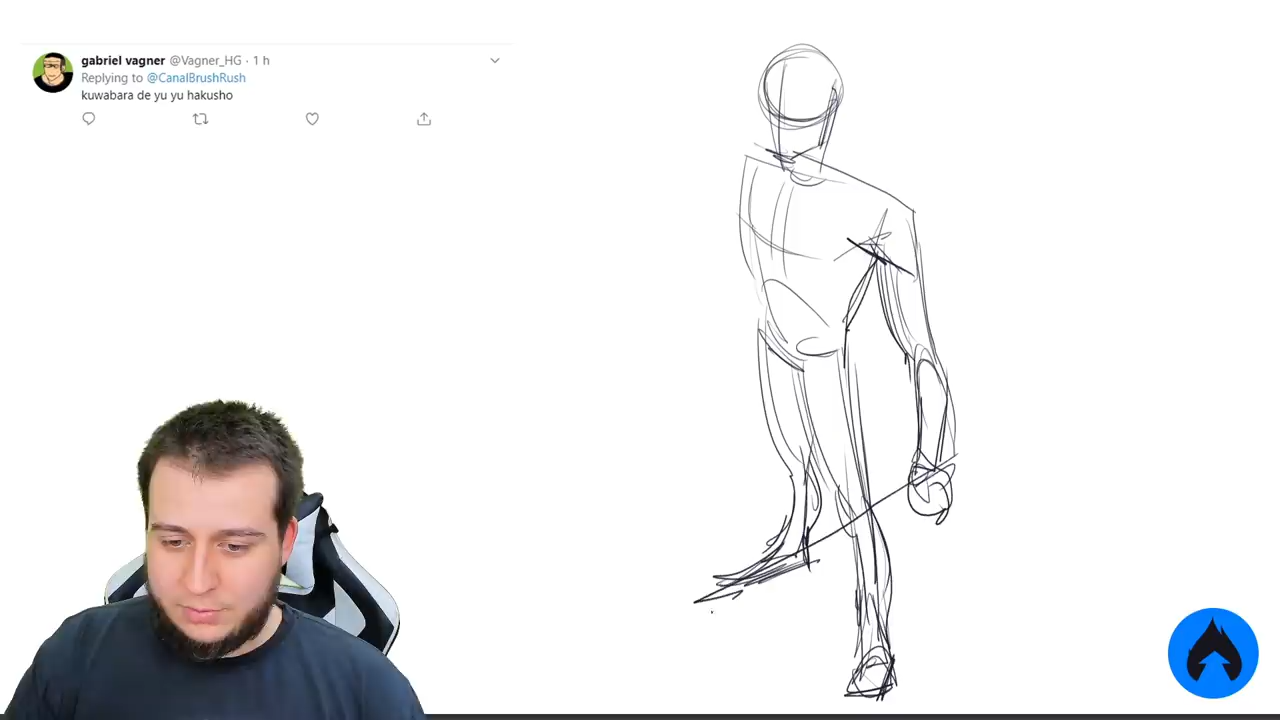 gabriel vagner @Vagner_HG · 1 h
Replying to @CanalBrushRush
kuwabara de yu yu hakusho